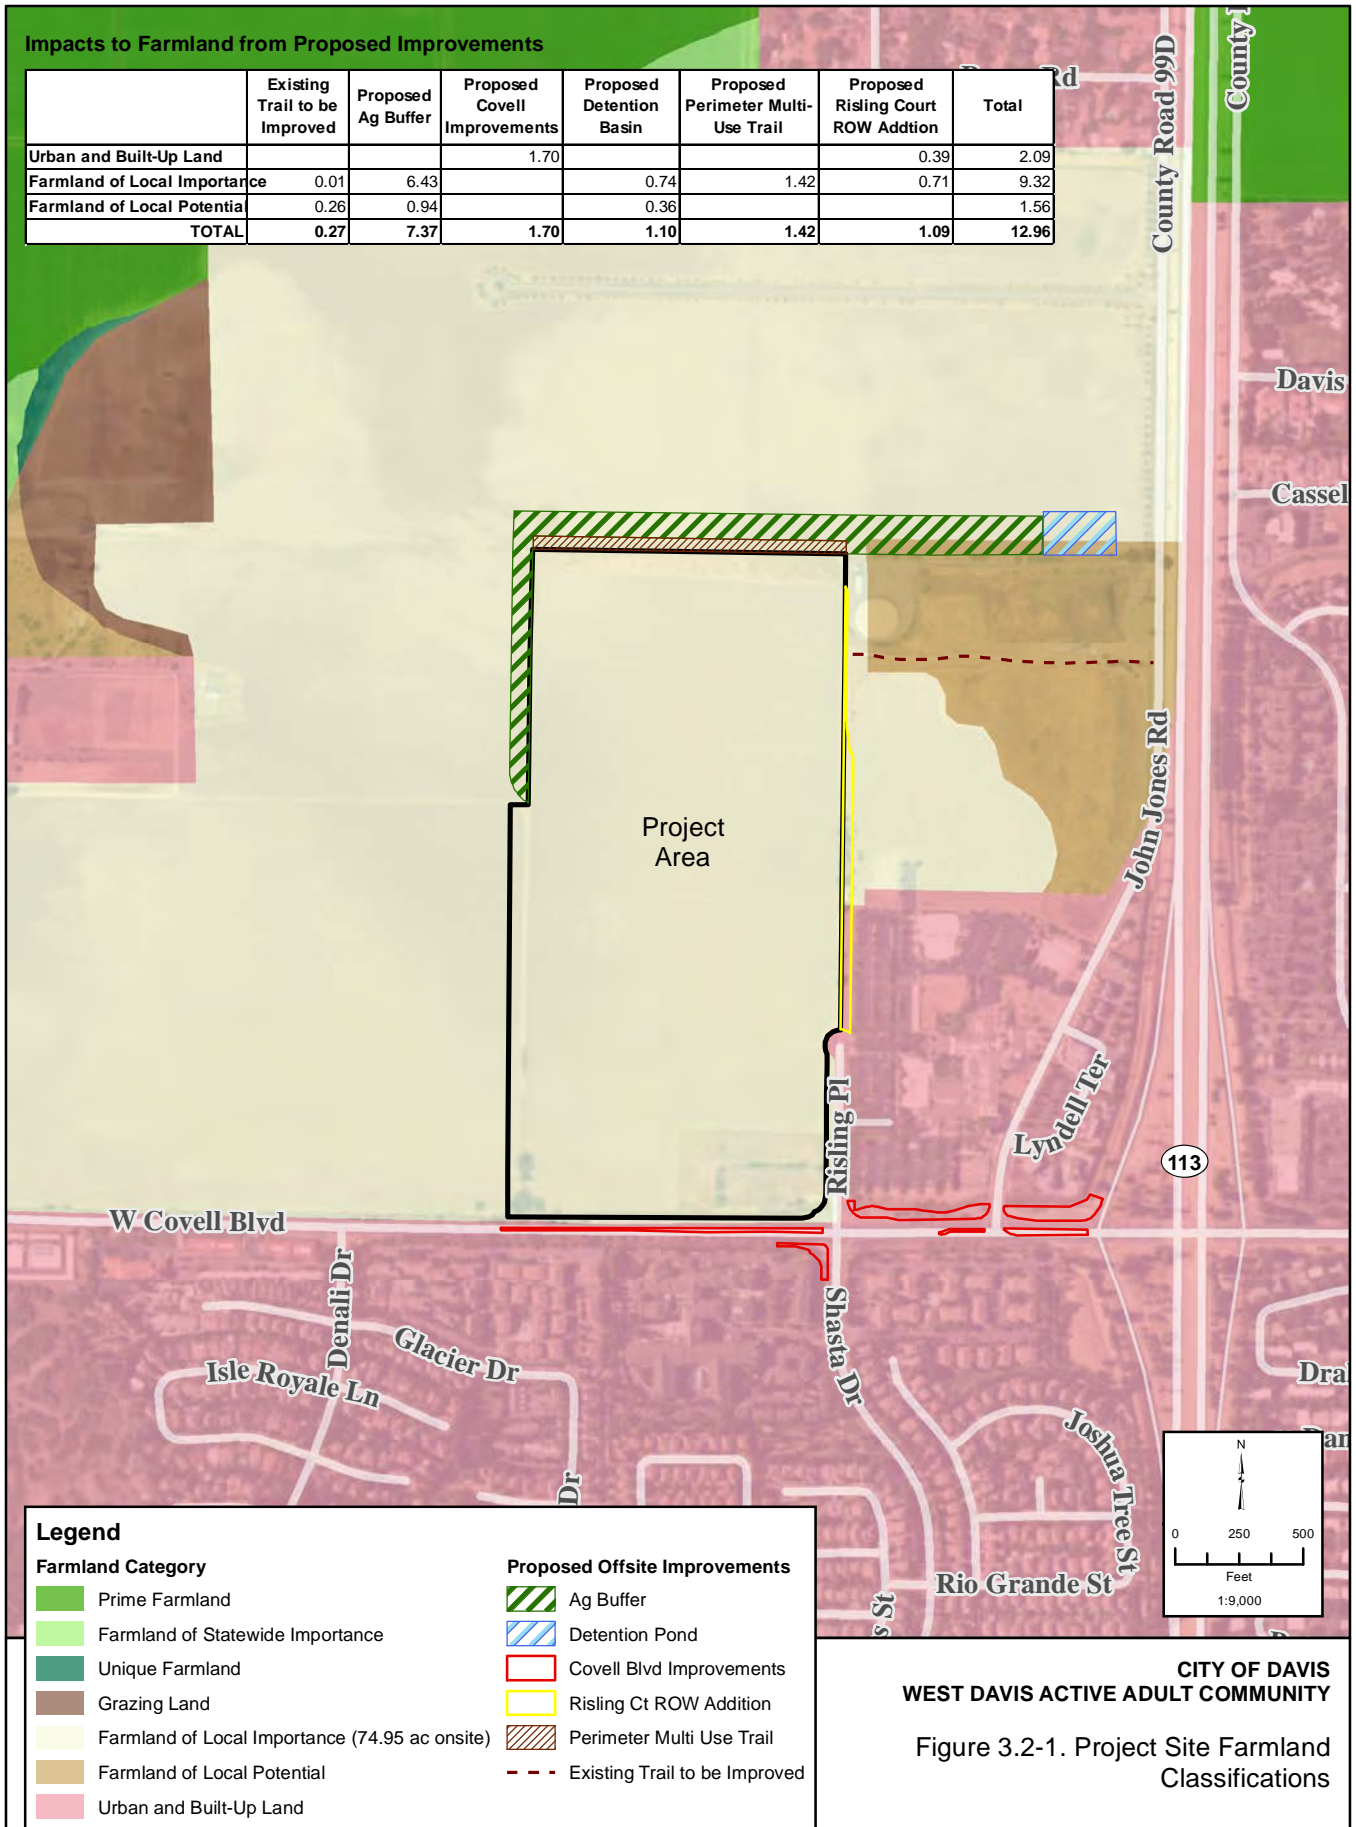 Impacts to Farmland from Proposed Improvements
Existing Trail to be Improved Proposed Ag Buffer Proposed Covell Improvements Proposed Detention Basin Proposed Perimeter Multi-Use Trail Proposed Risling Court ROW Addtion Total
Urban and Built-Up Land 1.70 0.39 2.09
Farmland of Local Importance 0.01 6.43 0.74 1.42 0.71 9.32
Farmland of Local Potential 0.26 0.94 0.36 1.56
TOTAL 0.27 7.37 1.70 1.10 1.42 1.09 12.96
Rd
County Road 99D
County
Davis
Cassel
Project
Area
John Jones Rd
Lyndell Ter
Risling Pl
113
W Covell Blvd
Denali Dr
Glacier Dr
Isle Royale Ln
Shasta Dr
Dra
Joshua Tree St
Dan
Dr
Rio Grande St
s St
N
0 250 500
Feet
1:9,000
Legend
Farmland Category
Prime Farmland
Farmland of Statewide Importance
Unique Farmland
Grazing Land
Farmland of Local Importance (74.95 ac onsite)
Farmland of Local Potential
Urban and Built-Up Land
Proposed Offsite Improvements
Ag Buffer
Detention Pond
Covell Blvd Improvements
Risling Ct ROW Addition
Perimeter Multi Use Trail
Existing Trail to be Improved
CITY OF DAVIS
WEST DAVIS ACTIVE ADULT COMMUNITY
Figure 3.2-1. Project Site Farmland
Classifications